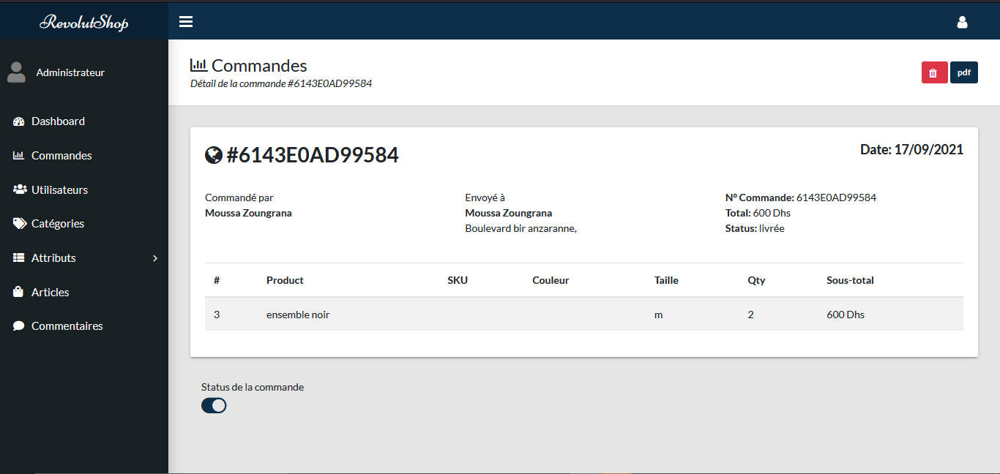 RevolutShop
Administrateur
Dashboard
Commandes
Utilisateurs
Catégories
Attributs
Articles
Commentaires
Commandes
Détail de la commande #6143E0AD99584
pdf
#6143E0AD99584
Date: 17/09/2021
Commandé par
Moussa Zoungrana
Envoyé à
Moussa Zoungrana
Boulevard bir anzaranne,
N° Commande: 6143E0AD99584
Total: 600 Dhs
Status: livrée
# Product SKU Couleur Taille Qty Sous-total
3 ensemble noir m 2 600 Dhs
Status de la commande